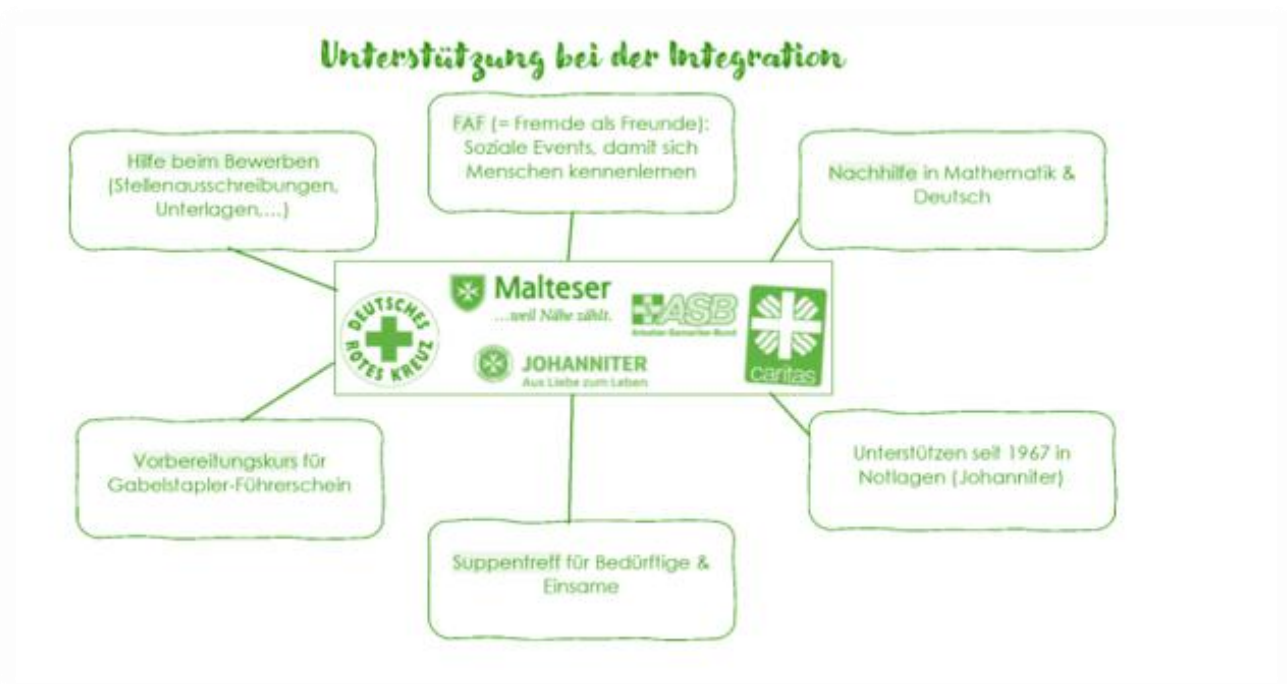 Unterstützung bei der Integration
FAF (= Fremde als Freunde):
Soziale Events, damit sich
Menschen kennenlernen
Hilfe beim Bewerben
(Stellenausschreibungen,
Unterlagen,...)
Nachhilfe in Mathematik &
Deutsch
DEUTSCHES
ROTES KREUZ
Malteser
...weil Nähe zählt.
ASB
Arbeiter-Samariter-Bund
JOHANNITER
Aus Liebe zum Leben
caritas
Vorbereitungskurs für
Gabelstapler-Führerschein
Unterstützen seit 1967 in
Notlagen (Johanniter)
Suppentreff für Bedürftige &
Einsame